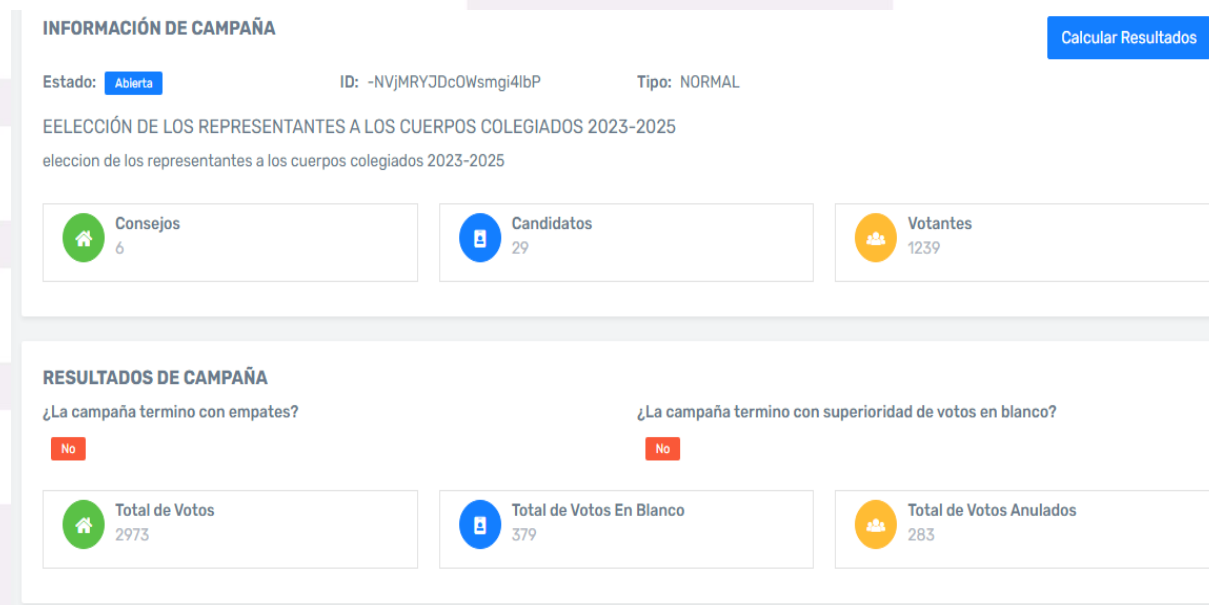 INFORMACIÓN DE CAMPAÑA
Calcular Resultados
Estado: Abierta ID: -NVjMRYJDcOWsmgi4lbP Tipo: NORMAL
EELECCIÓN DE LOS REPRESENTANTES A LOS CUERPOS COLEGIADOS 2023-2025
eleccion de los representantes a los cuerpos colegiados 2023-2025
Consejos
6
Candidatos
29
Votantes
1239
RESULTADOS DE CAMPAÑA
¿La campaña termino con empates?
No
¿La campaña termino con superioridad de votos en blanco?
No
Total de Votos
2973
Total de Votos En Blanco
379
Total de Votos Anulados
283